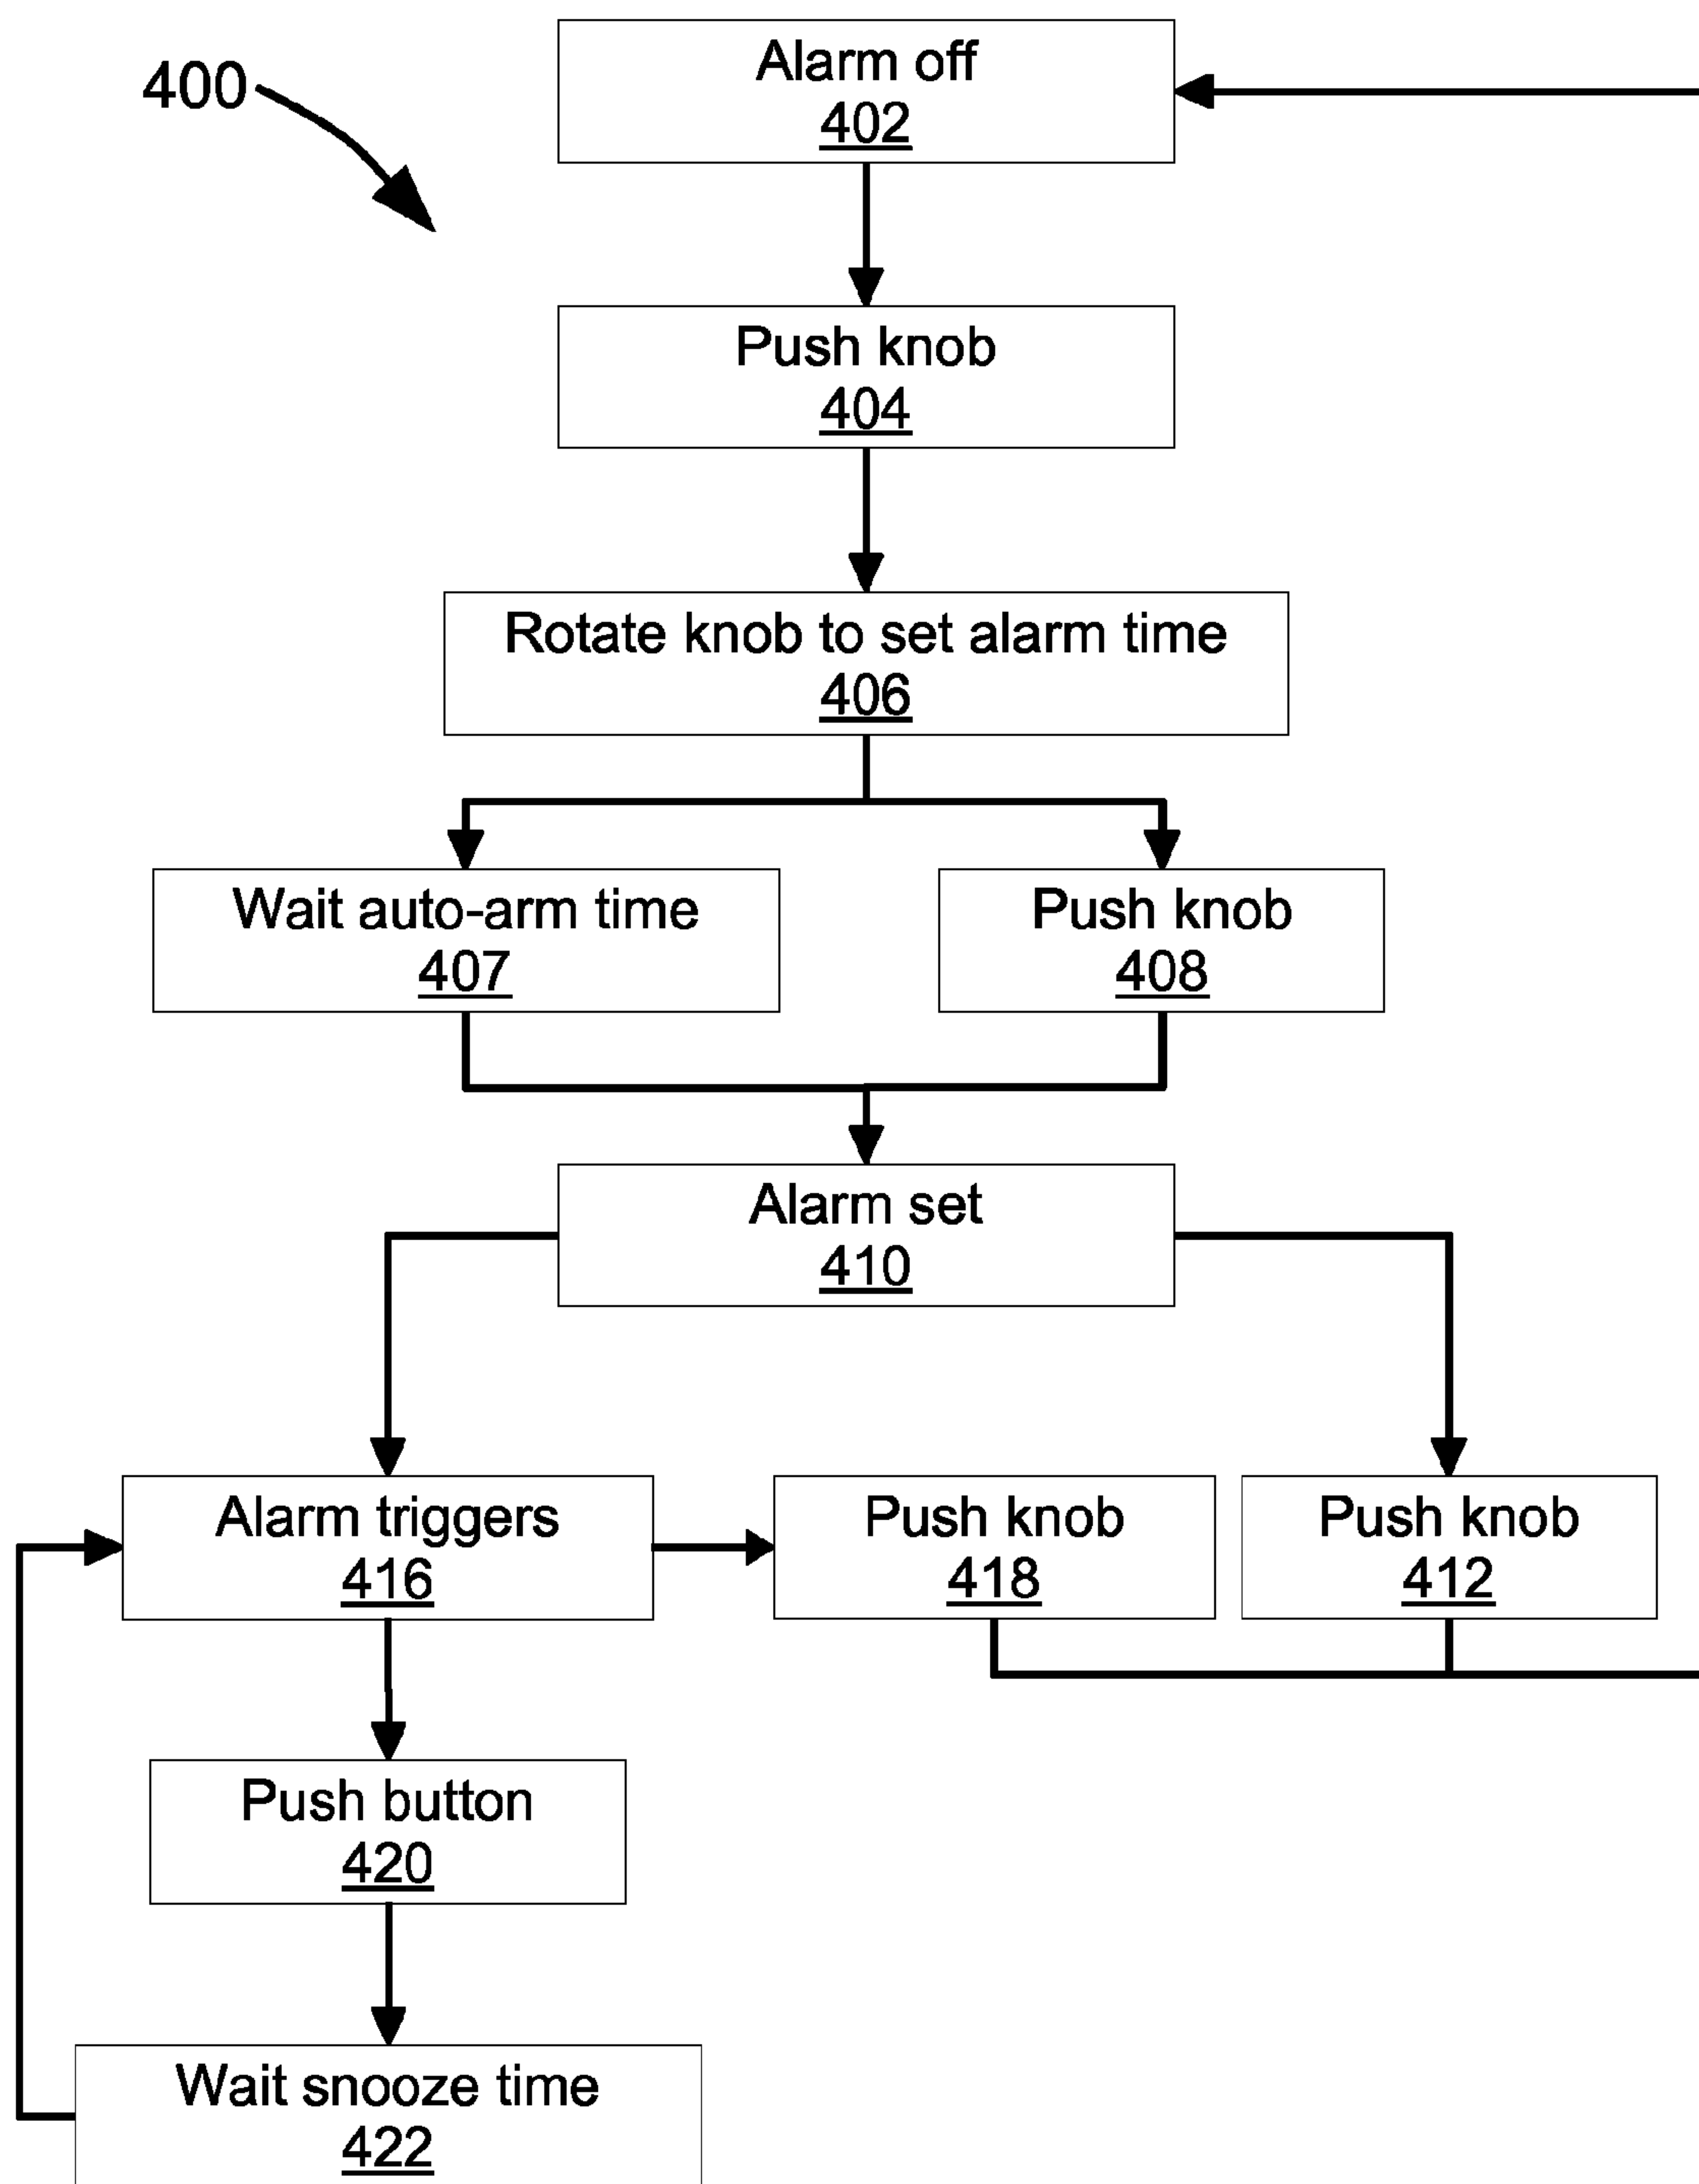 400
Alarm off
402
Push knob
404
Rotate knob to set alarm time
406
Wait auto-arm time
407
Push knob
408
Alarm set
410
Alarm triggers
416
Push knob
418
Push knob
412
Push button
420
Wait snooze time
422